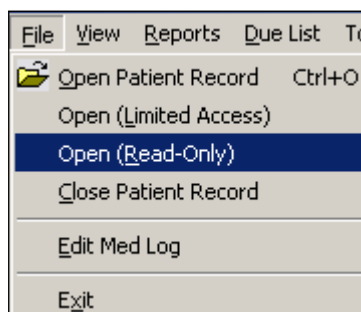 File View Reports Due List To
Open Patient Record Ctrl+O
Open (Limited Access)
Open (Read-Only)
Close Patient Record
Edit Med Log
Exit